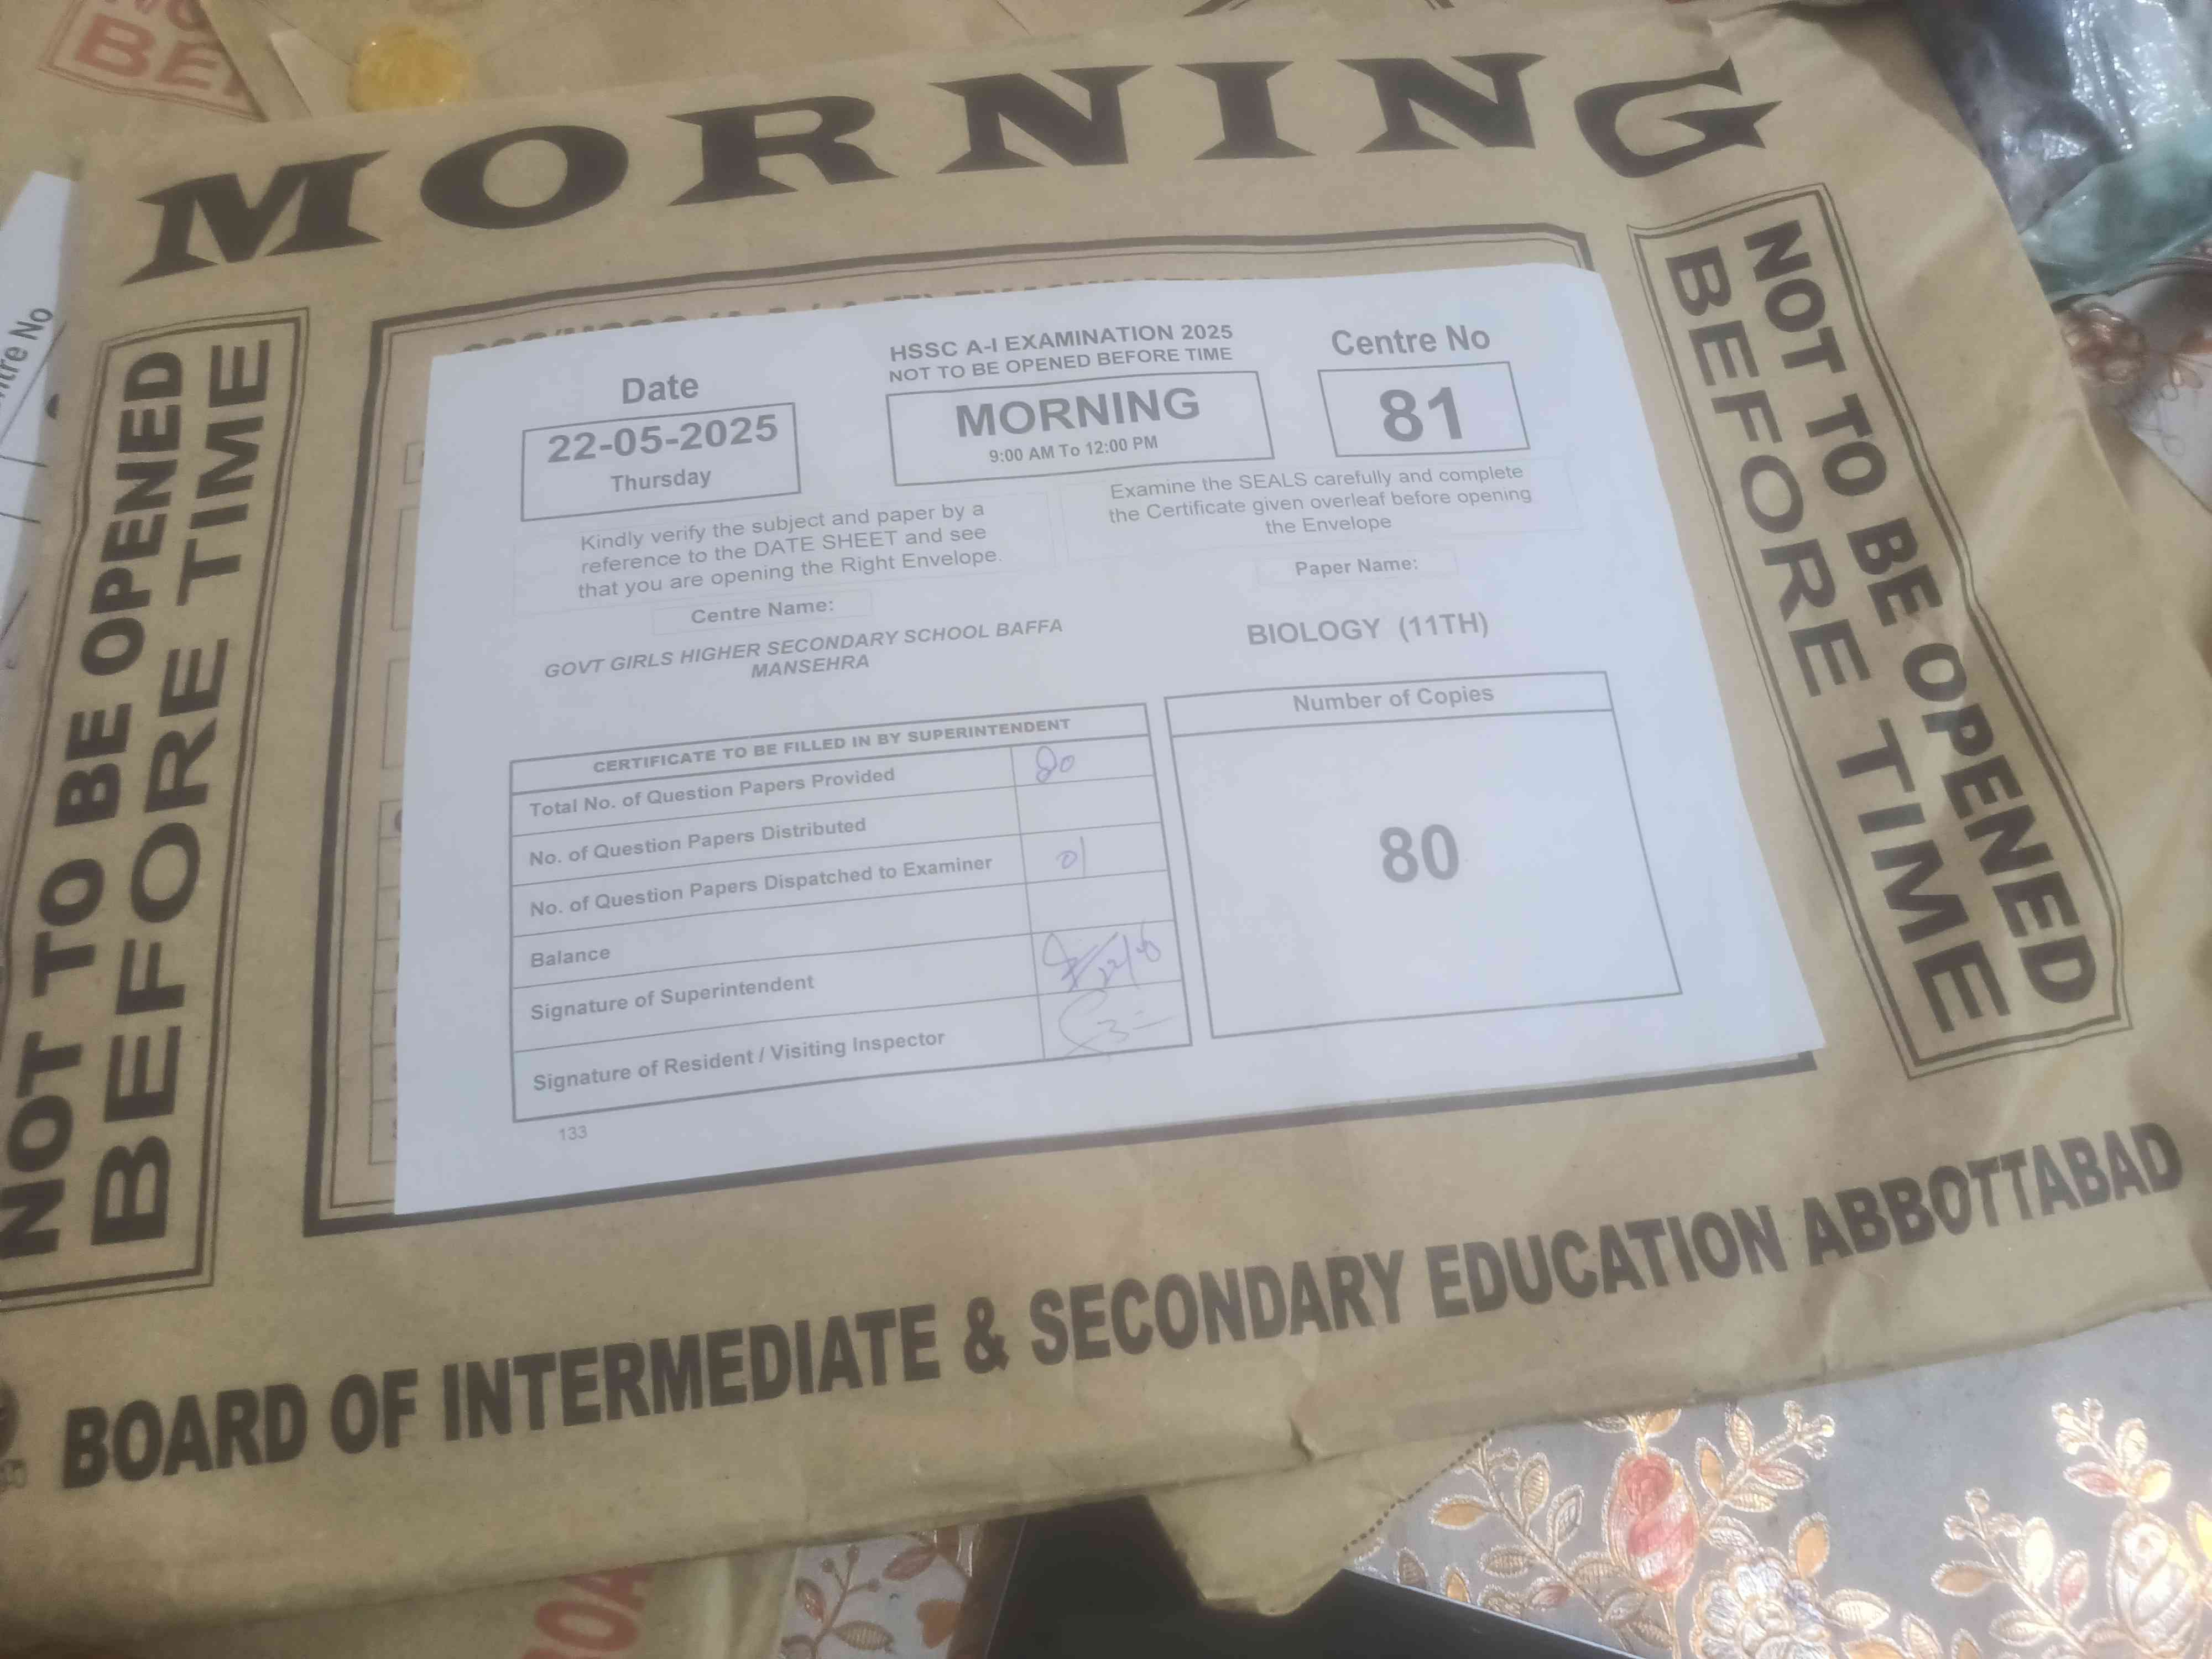 MORNING
NOT TO BE OPENED
BEFORE TIME
NOT TO BE OPENED
BEFORE TIME
HSSC A-I EXAMINATION 2025
NOT TO BE OPENED BEFORE TIME
Date
22-05-2025
Thursday
MORNING
9:00 AM To 12:00 PM
Centre No
81
Kindly verify the subject and paper by a
reference to the DATE SHEET and see
that you are opening the Right Envelope.
Examine the SEALS carefully and complete
the Certificate given overleaf before opening
the Envelope
Centre Name:
GOVT GIRLS HIGHER SECONDARY SCHOOL BAFFA
MANSEHRA
Paper Name:
BIOLOGY (11TH)
CERTIFICATE TO BE FILLED IN BY SUPERINTENDENT
Total No. of Question Papers Provided 80
No. of Question Papers Distributed
No. of Question Papers Dispatched to Examiner 01
Balance
Signature of Superintendent
Signature of Resident / Visiting Inspector
Number of Copies
80
133
BOARD OF INTERMEDIATE & SECONDARY EDUCATION ABBOTTABAD